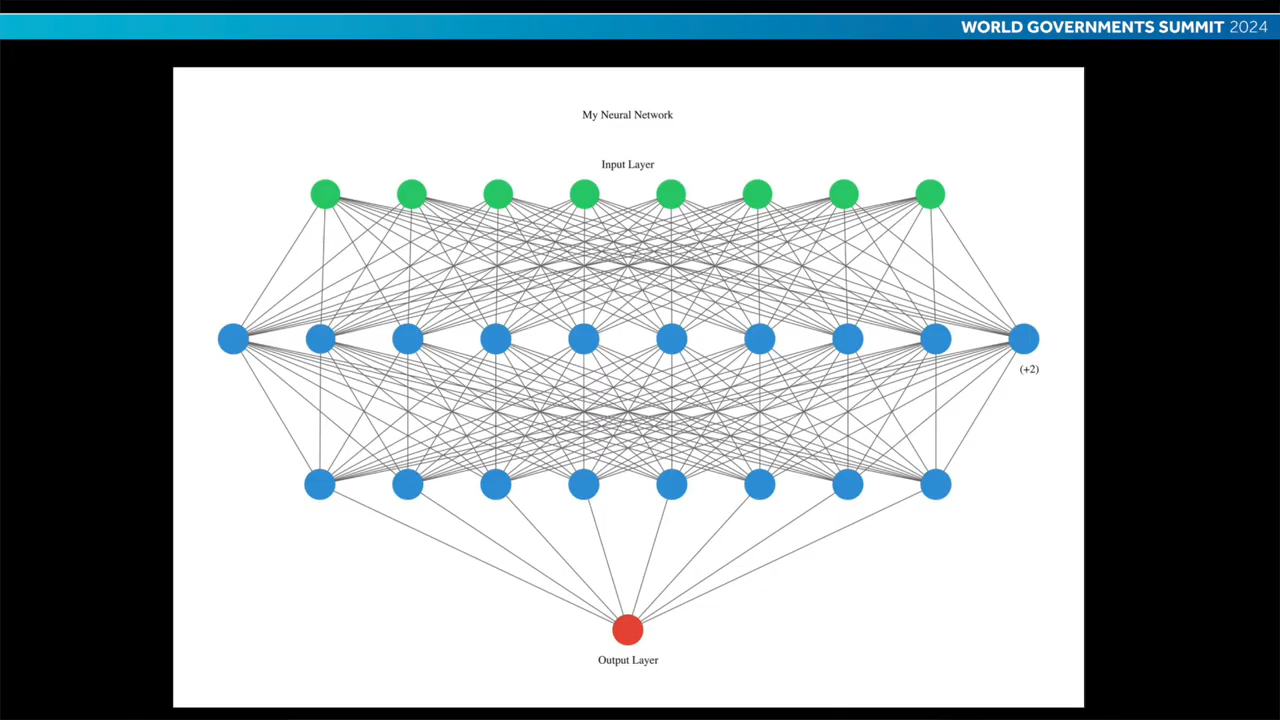 WORLD GOVERNMENTS SUMMIT 2024
My Neural Network
Input Layer
(+2)
Output Layer